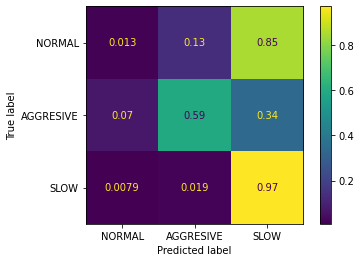 NORMAL 0.013 0.13 0.85
AGGRESIVE 0.07 0.59 0.34
SLOW 0.0079 0.019 0.97
NORMAL AGGRESIVE SLOW
Predicted label
True label
0.8
0.6
0.4
0.2